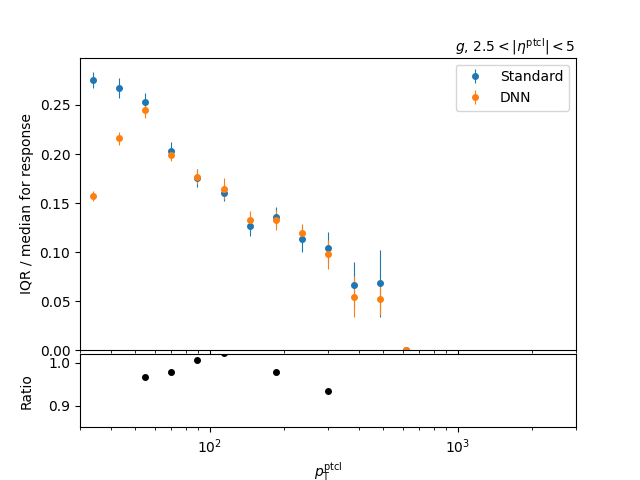 g, 2.5 < |η^ptcl| < 5
Standard
DNN
IQR / median for response
0.25
0.20
0.15
0.10
0.05
0.00
Ratio
1.0
0.9
10^2
10^3
p_T^ptcl